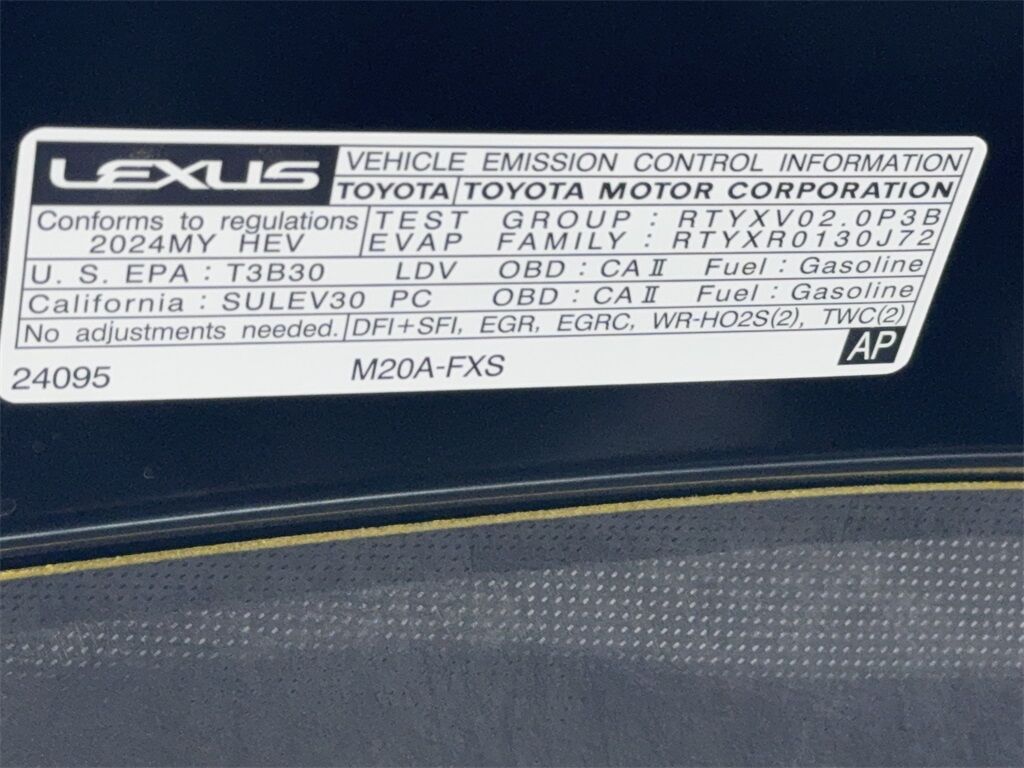 LEXUS
VEHICLE EMISSION CONTROL INFORMATION
TOYOTA TOYOTA MOTOR CORPORATION
Conforms to regulations
2024MY HEV
TEST GROUP : RTYXV02.0P3B
EVAP FAMILY : RTYXR0130J72
U. S. EPA : T3B30 LDV OBD : CA II Fuel : Gasoline
California : SULEV30 PC OBD : CA II Fuel : Gasoline
No adjustments needed. DFI+SFI, EGR, EGRC, WR-HO2S(2), TWC(2)
24095 M20A-FXS AP